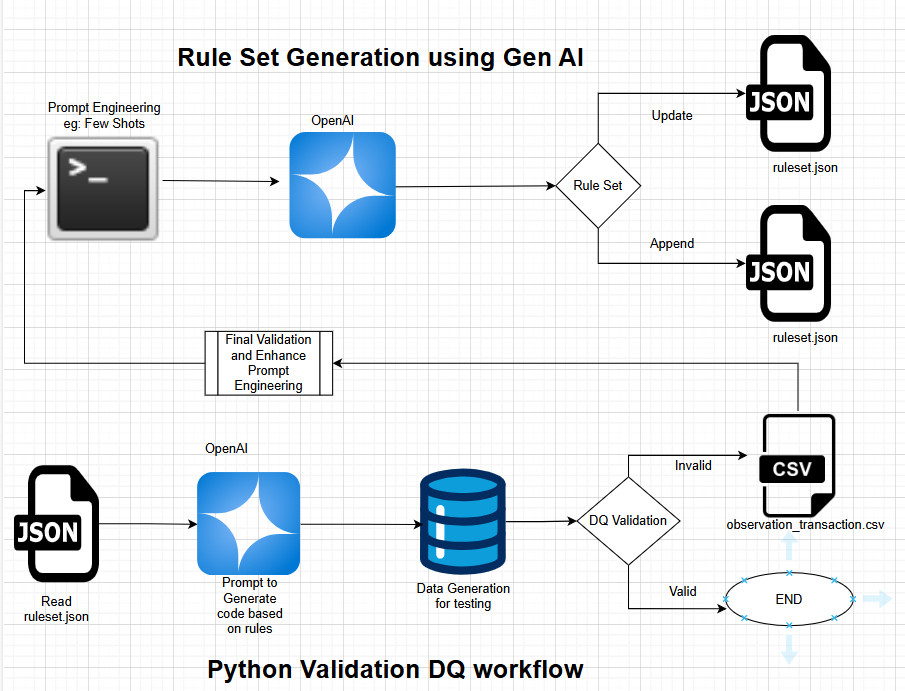 Rule Set Generation using Gen AI
Prompt Engineering
eg: Few Shots
OpenAI
>_
Rule Set
Update
JSON
ruleset.json
Append
JSON
ruleset.json
Final Validation
and Enhance
Prompt
Engineering
JSON
Read
ruleset.json
OpenAI
Prompt to
Generate
code based
on rules
Data Generation
for testing
DQ Validation
Invalid
CSV
observation_transaction.csv
Valid
END
Python Validation DQ workflow